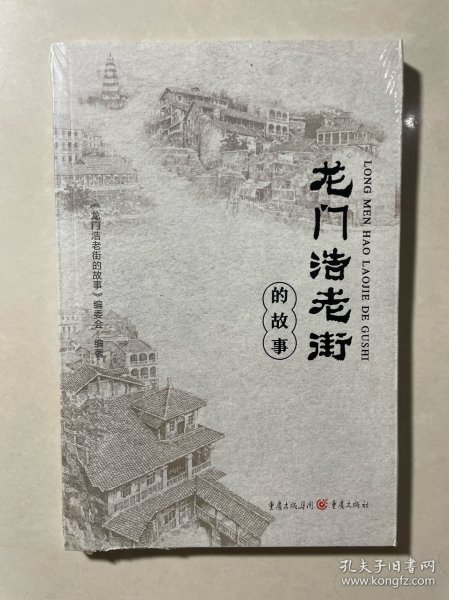 龙门浩老街
的故事
LONG MEN HAO LAOJIE DE GUSHI
《龙门浩老街的故事》编委会 编著
重庆出版集团 重庆出版社
孔夫子旧书网
www.kongfz.com